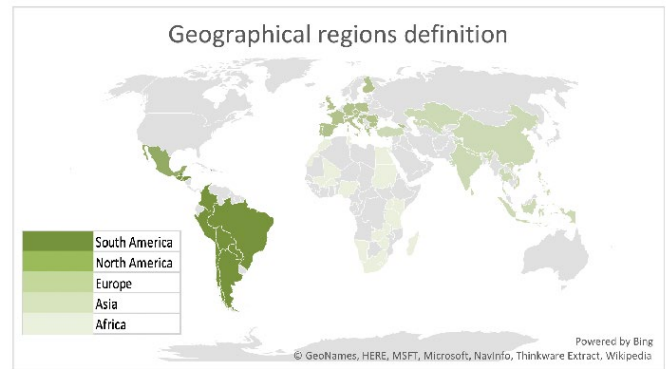 Geographical regions definition
South America
North America
Europe
Asia
Africa
Powered by Bing
© GeoNames, HERE, MSFT, Microsoft, NavInfo, Thinkware Extract, Wikipedia